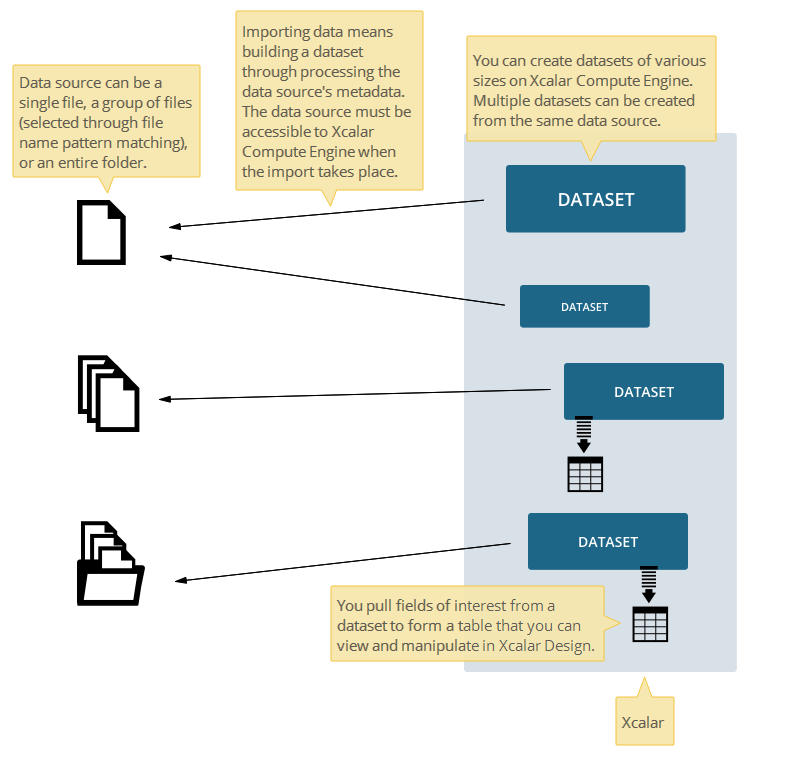 Data source can be a
single file, a group of files
(selected through file
name pattern matching),
or an entire folder.
Importing data means
building a dataset
through processing the
data source's metadata.
The data source must be
accessible to Xcalar
Compute Engine when
the import takes place.
You can create datasets of various
sizes on Xcalar Compute Engine.
Multiple datasets can be created
from the same data source.
DATASET
DATASET
DATASET
DATASET
You pull fields of interest from a
dataset to form a table that you can
view and manipulate in Xcalar Design.
Xcalar